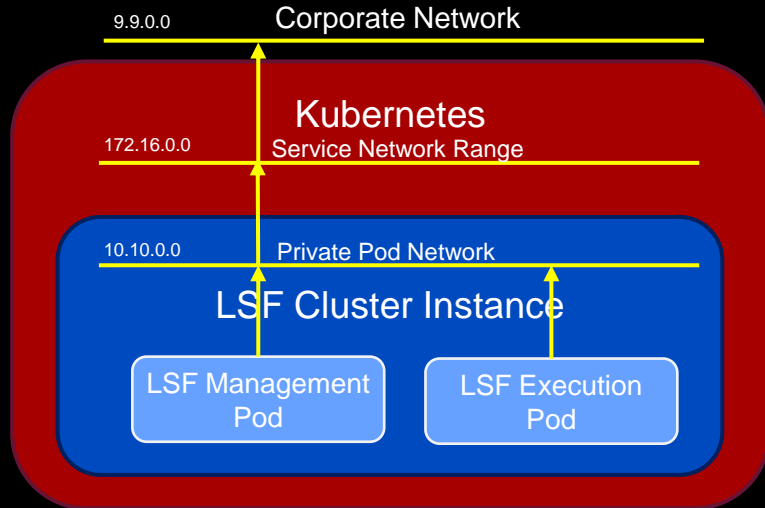 9.9.0.0 Corporate Network
Kubernetes
172.16.0.0 Service Network Range
10.10.0.0 Private Pod Network
LSF Cluster Instance
LSF Management
Pod
LSF Execution
Pod